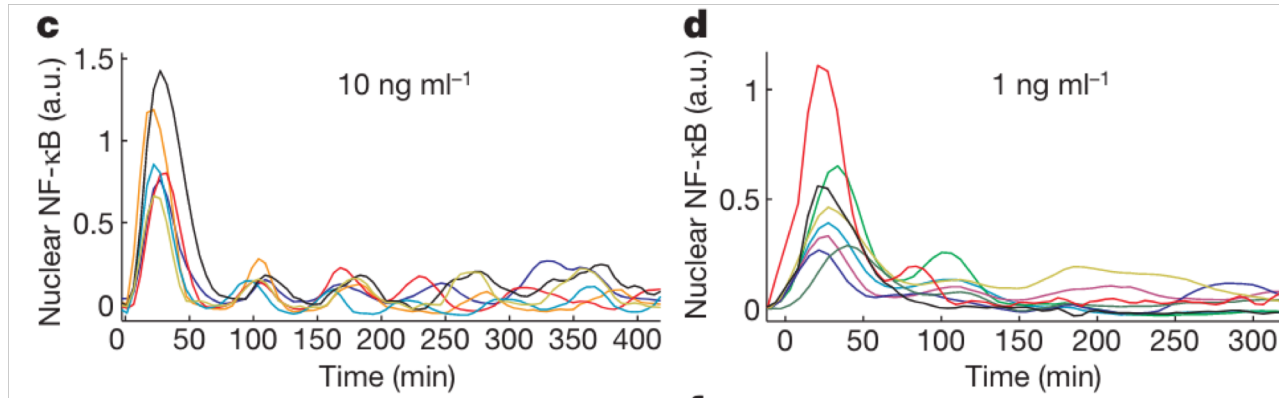 c
10 ng ml⁻¹
Nuclear NF-κB (a.u.)
1.5
1
0.5
0
0 50 100 150 200 250 300 350 400
Time (min)
d
1 ng ml⁻¹
Nuclear NF-κB (a.u.)
1
0.5
0
0 50 100 150 200 250 300
Time (min)